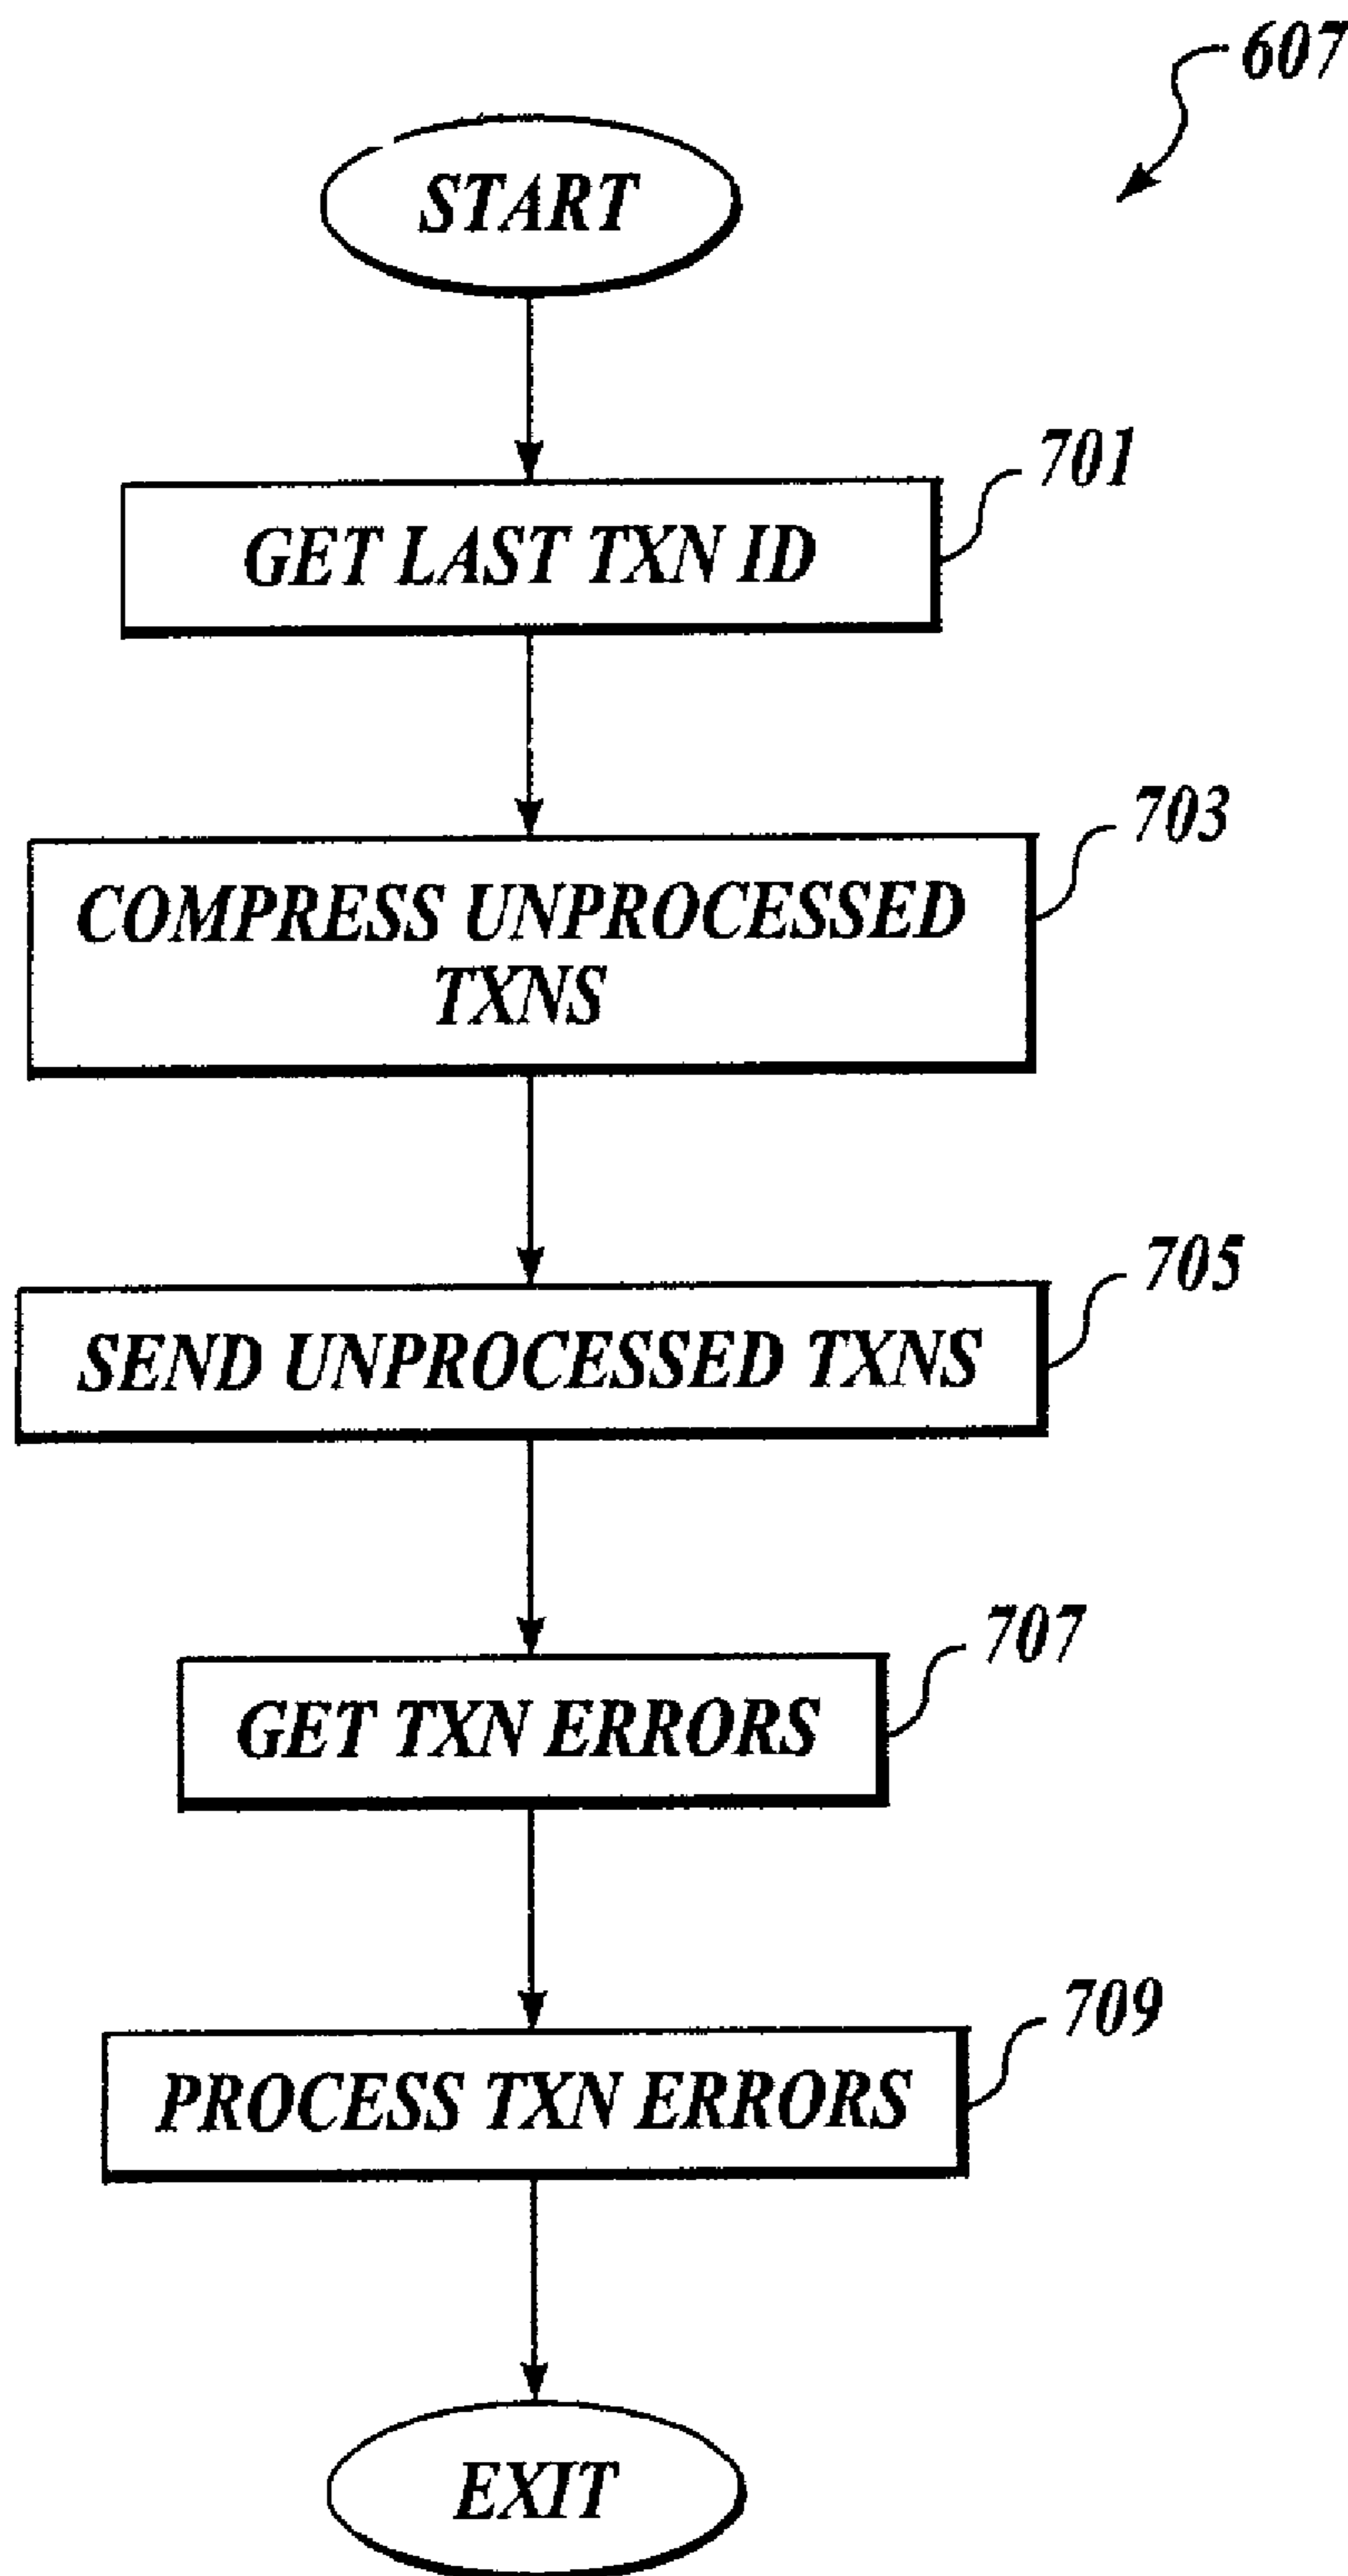 607
START
701
GET LAST TXN ID
703
COMPRESS UNPROCESSED
TXNS
705
SEND UNPROCESSED TXNS
707
GET TXN ERRORS
709
PROCESS TXN ERRORS
EXIT